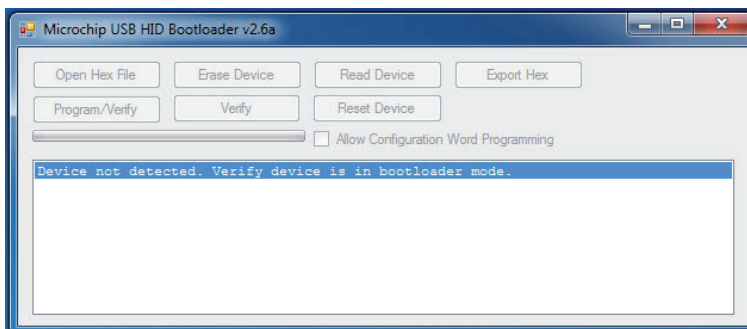 Microchip USB HID Bootloader v2.6a
Open Hex File Erase Device Read Device Export Hex
Program/Verify Verify Reset Device
Allow Configuration Word Programming
Device not detected. Verify device is in bootloader mode.